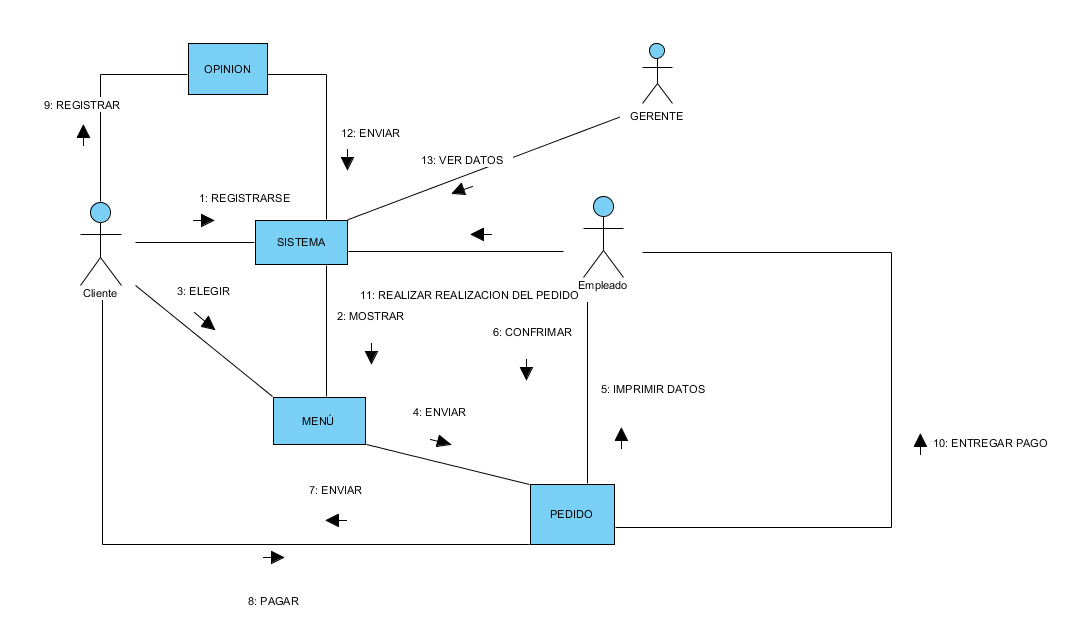 OPINION
9: REGISTRAR
GERENTE
12: ENVIAR
13: VER DATOS
1: REGISTRARSE
SISTEMA
Cliente
Empleado
3: ELEGIR
11: REALIZAR REALIZACION DEL PEDIDO
2: MOSTRAR
6: CONFRIMAR
5: IMPRIMIR DATOS
MENÚ
4: ENVIAR
10: ENTREGAR PAGO
7: ENVIAR
PEDIDO
8: PAGAR